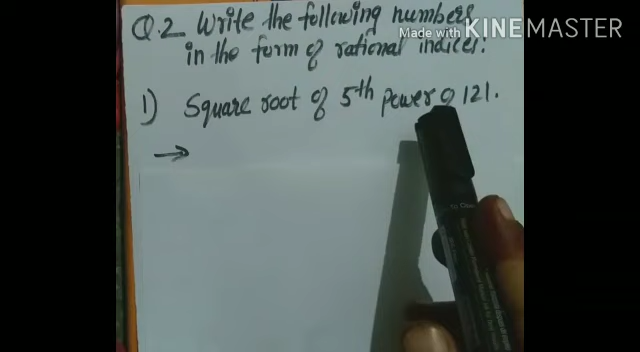 Q.2 Write the following numbers
Made with KINEMASTER
in the form of rational indices.
1) Square root of 5th power o 121.
→